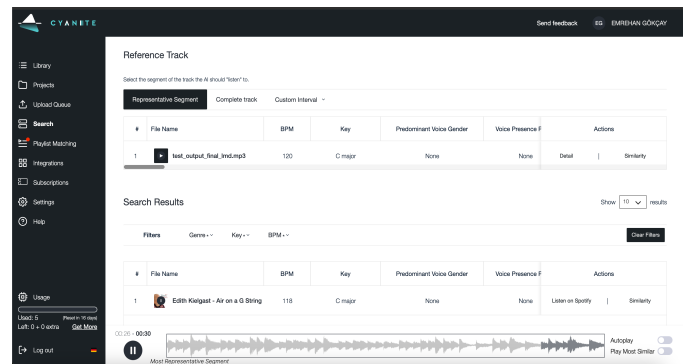 CYANITE
Send feedback EG EMREHAN GÖKÇAY
Library
Projects
Upload Queue
Search
Playlist Matching
Integrations
Subscriptions
Settings
Help
Usage
Used: 5 (Reset in 16 days)
Left: 0 + 0 extra Get More
Log out
Reference Track
Select the segment of the track the AI should "listen" to.
Representative Segment Complete track Custom Interval
# File Name BPM Key Predominant Voice Gender Voice Presence P Actions
1 test_output_final_lmd.mp3 120 C major None None Detail | Similarity
Search Results Show 10 results
Filters Genre Key BPM Clear Filters
# File Name BPM Key Predominant Voice Gender Voice Presence P Actions
1 Edith Kielgast - Air on a G String 118 C major None None Listen on Spotify | Similarity
00:26 - 00:30
Autoplay
Play Most Similar
Most Representative Segment